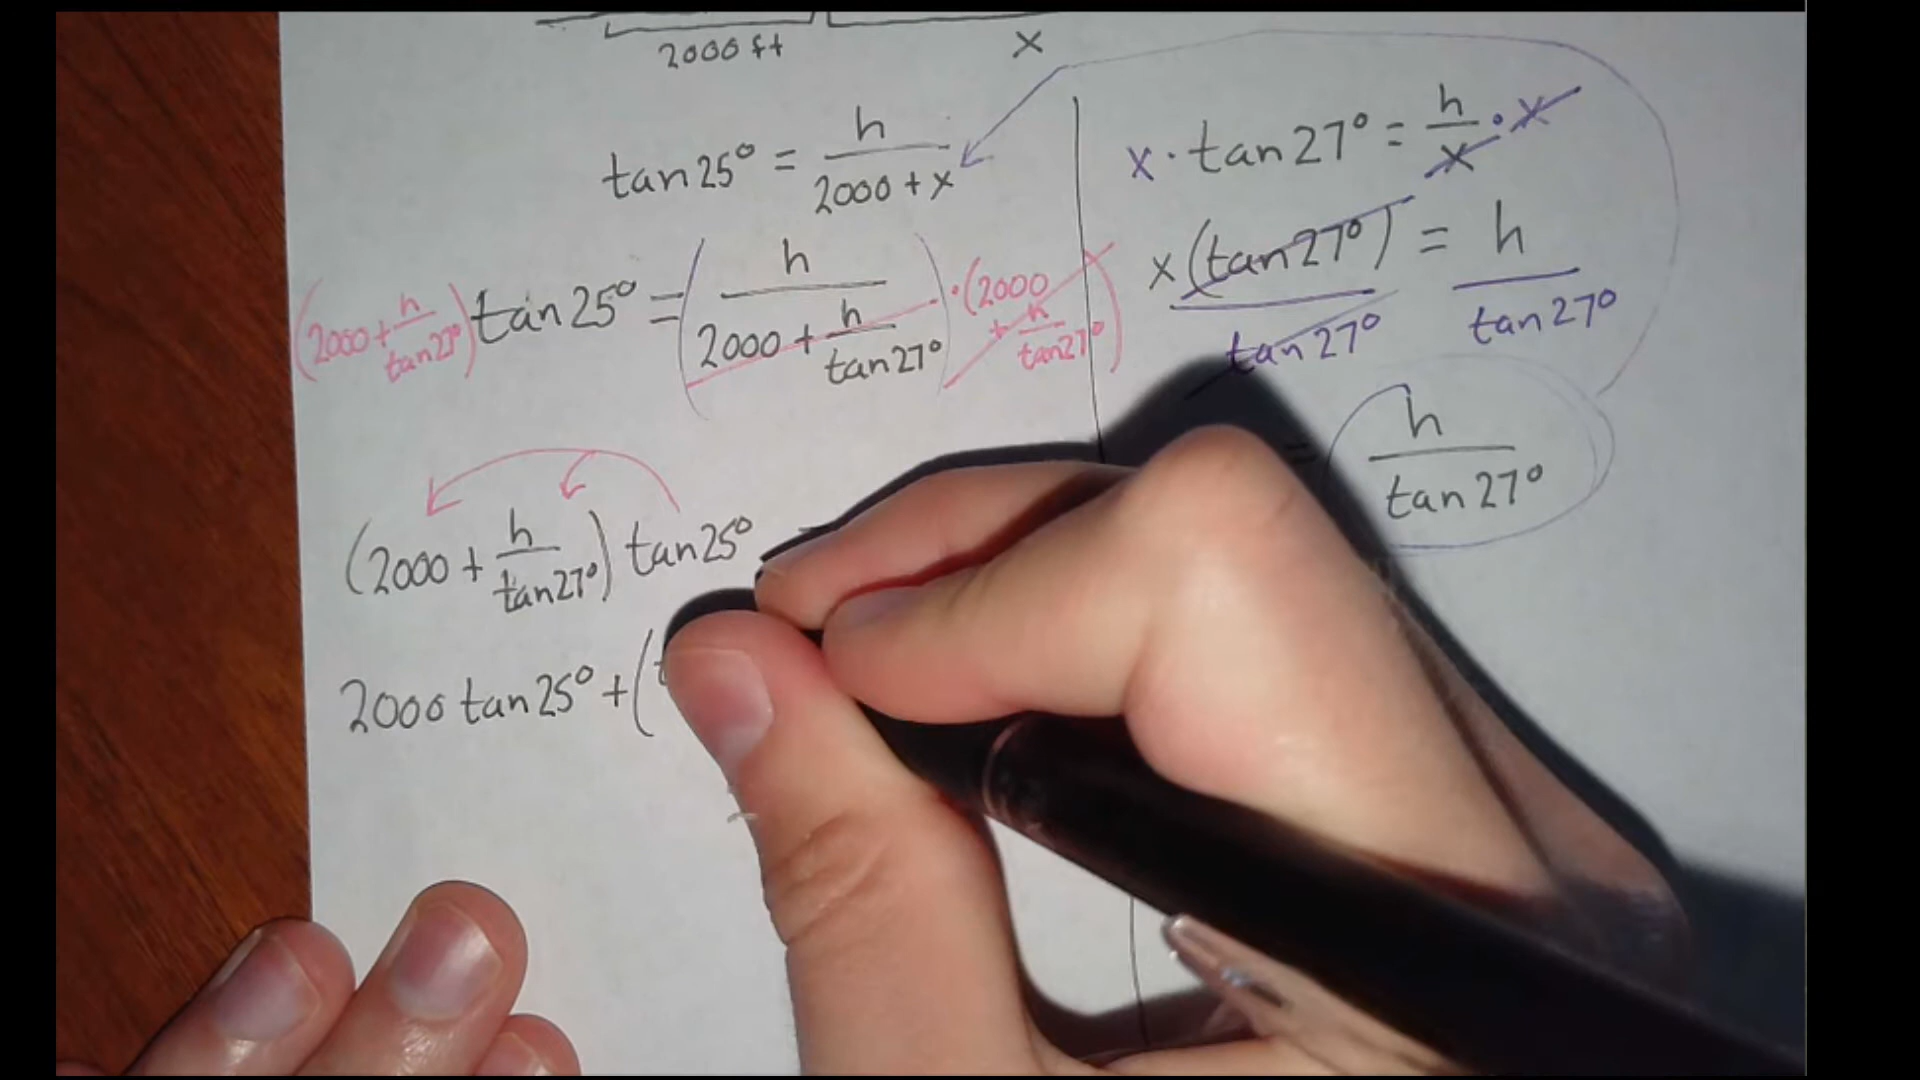 2000 ft x
tan 25° = h / (2000 + x)
(2000 + h/tan 27°) tan 25° = (h / (2000 + h/tan 27°)) · (2000 + h/tan 27°)
(2000 + h/tan 27°) tan 25°
2000 tan 25° + (
x · tan 27° = h/x · x
x (tan 27°) / tan 27° = h / tan 27°
= h / tan 27°